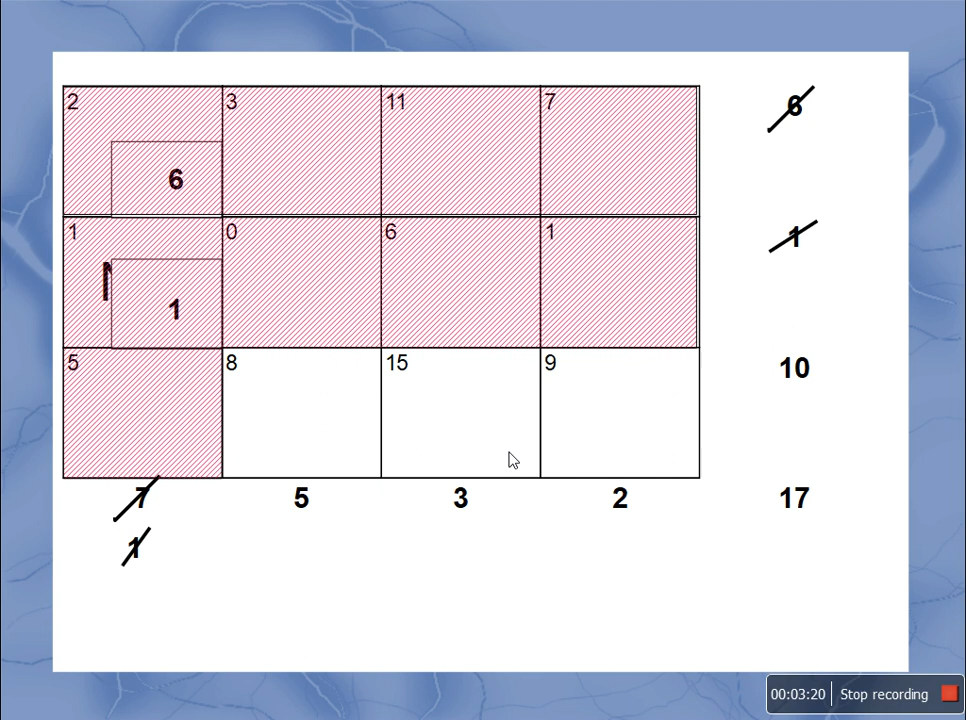 2 3 11 7 6
6
1 0 6 1 1
1
5 8 15 9 10
7 5 3 2 17
1
00:03:20 Stop recording